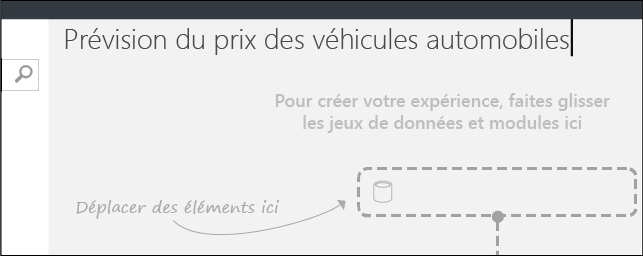 Prévision du prix des véhicules automobiles
Pour créer votre expérience, faites glisser
les jeux de données et modules ici
Déplacer des éléments ici